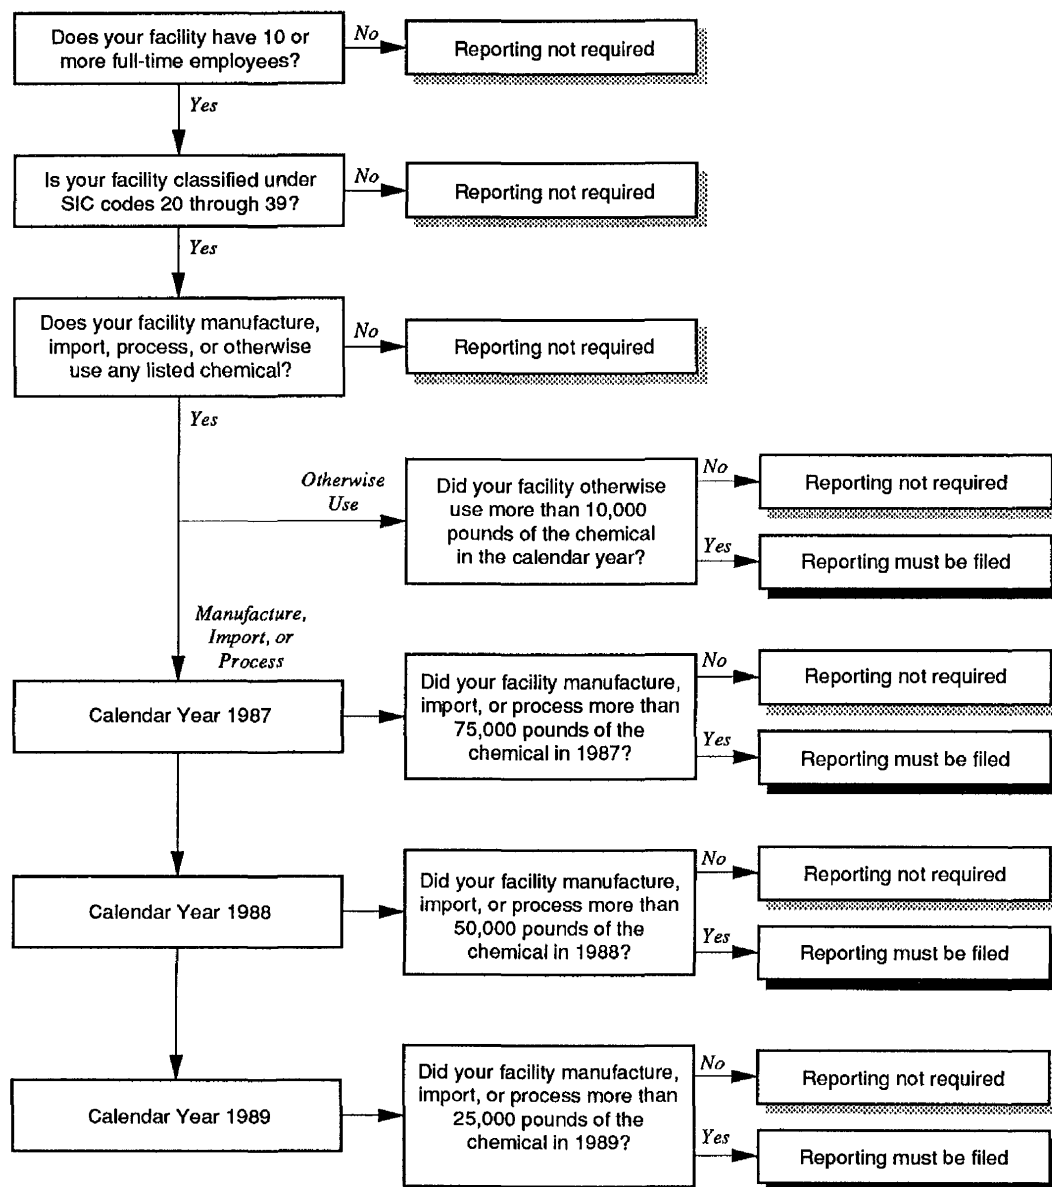 Does your facility have 10 or
more full-time employees?
No
Reporting not required
Yes
Is your facility classified under
SIC codes 20 through 39?
No
Reporting not required
Yes
Does your facility manufacture,
import, process, or otherwise
use any listed chemical?
No
Reporting not required
Yes
Otherwise
Use
Did your facility otherwise
use more than 10,000
pounds of the chemical
in the calendar year?
No
Reporting not required
Yes
Reporting must be filed
Manufacture,
Import, or
Process
Calendar Year 1987
Did your facility manufacture,
import, or process more than
75,000 pounds of the
chemical in 1987?
No
Reporting not required
Yes
Reporting must be filed
Calendar Year 1988
Did your facility manufacture,
import, or process more than
50,000 pounds of the
chemical in 1988?
No
Reporting not required
Yes
Reporting must be filed
Calendar Year 1989
Did your facility manufacture,
import, or process more than
25,000 pounds of the
chemical in 1989?
No
Reporting not required
Yes
Reporting must be filed